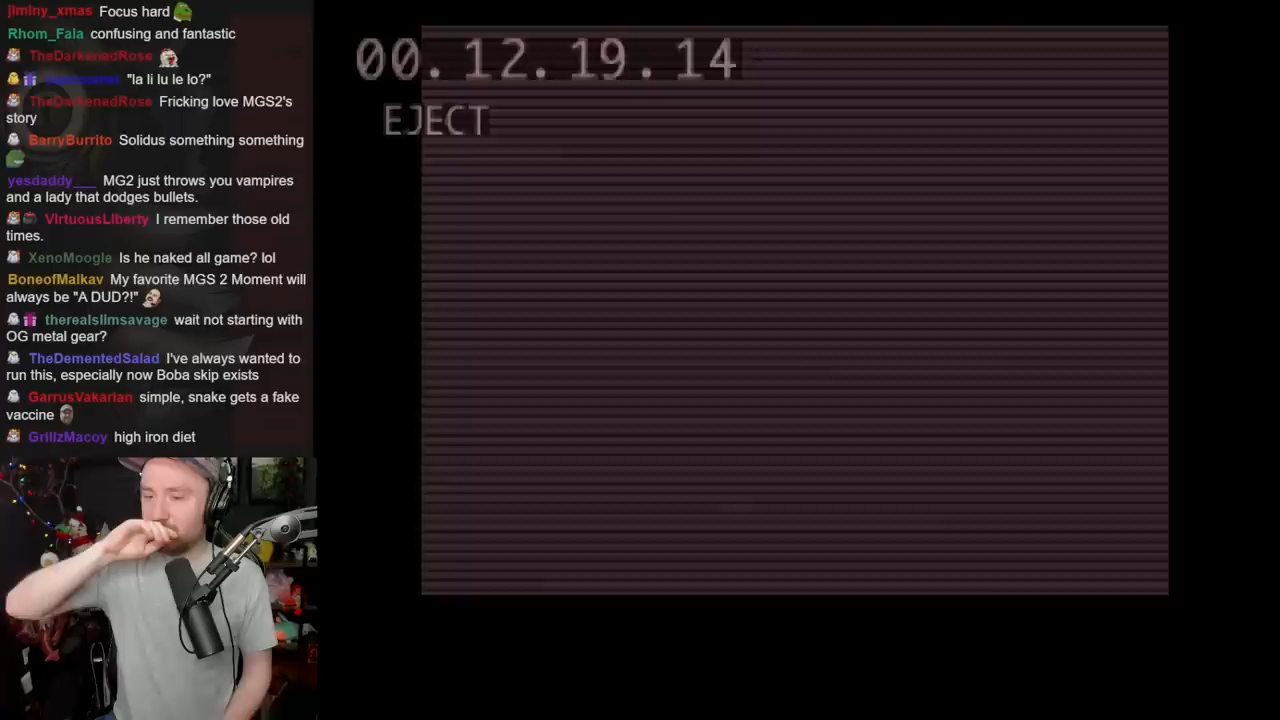 jiminy_xmas Focus hard
Rhom_Faia confusing and fantastic
TheDarkenedRose
"la li lu le lo?"
TheDarkenedRose Fricking love MGS2's
story
BarryBurrito Solidus something something
yesdaddy___ MG2 just throws you vampires
and a lady that dodges bullets.
VirtuousLiberty I remember those old
times.
XenoMoogle Is he naked all game? lol
BoneofMalkav My favorite MGS 2 Moment will
always be "A DUD?!"
therealslimsavage wait not starting with
OG metal gear?
TheDementedSalad I've always wanted to
run this, especially now Boba skip exists
GarrusVakarian simple, snake gets a fake
vaccine
GrillzMacoy high iron diet
00.12.19.14
EJECT